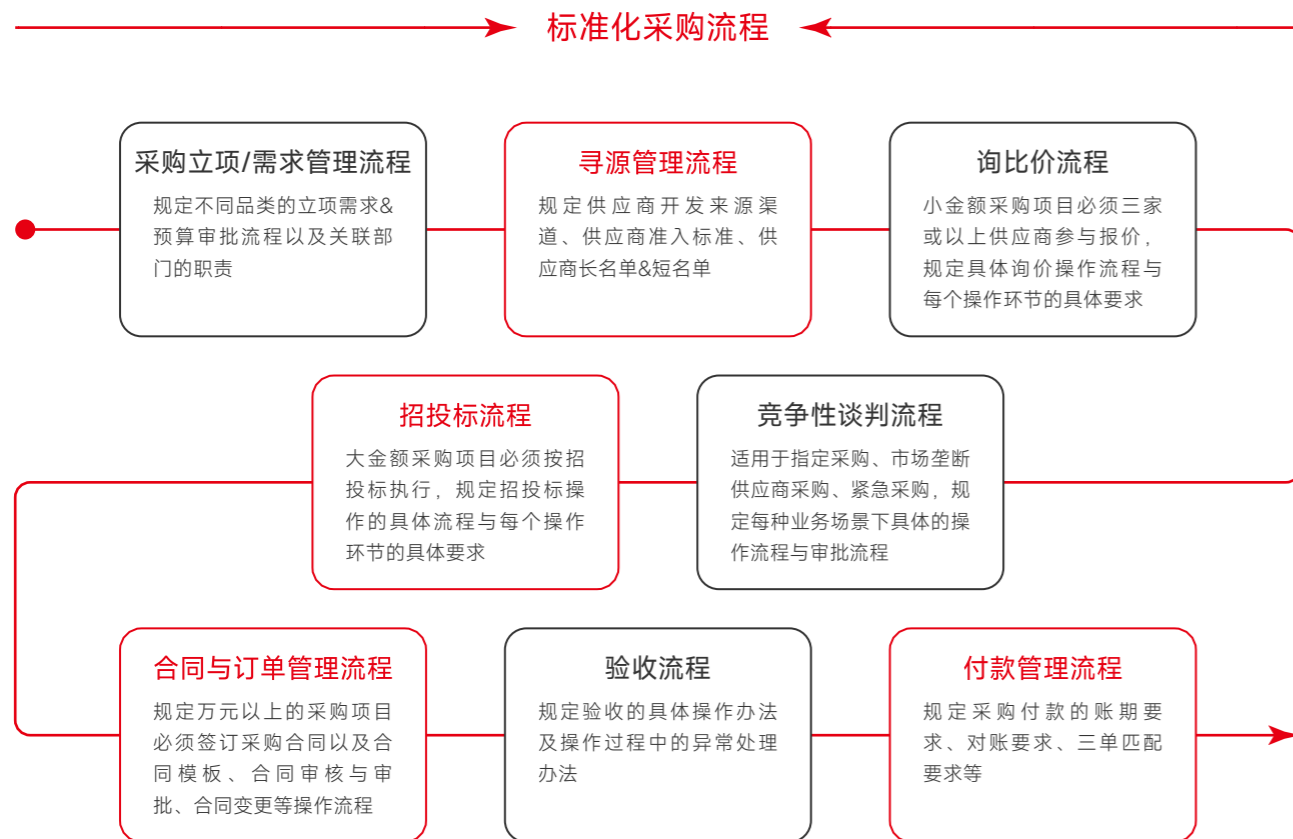 标准化采购流程
采购立项/需求管理流程
规定不同品类的立项需求&
预算审批流程以及关联部
门的职责
寻源管理流程
规定供应商开发来源渠
道、供应商准入标准、供
应商长名单&短名单
询比价流程
小金额采购项目必须三家
或以上供应商参与报价，
规定具体询价操作流程与
每个操作环节的具体要求
招投标流程
大金额采购项目必须按招
投标执行，规定招投标操
作的具体流程与每个操作
环节的具体要求
竞争性谈判流程
适用于指定采购、市场垄断
供应商采购、紧急采购，规
定每种业务场景下具体的操
作流程与审批流程
合同与订单管理流程
规定万元以上的采购项目
必须签订采购合同以及合
同模板、合同审核与审
批、合同变更等操作流程
验收流程
规定验收的具体操作办法
及操作过程中的异常处理
办法
付款管理流程
规定采购付款的账期要
求、对账要求、三单匹配
要求等